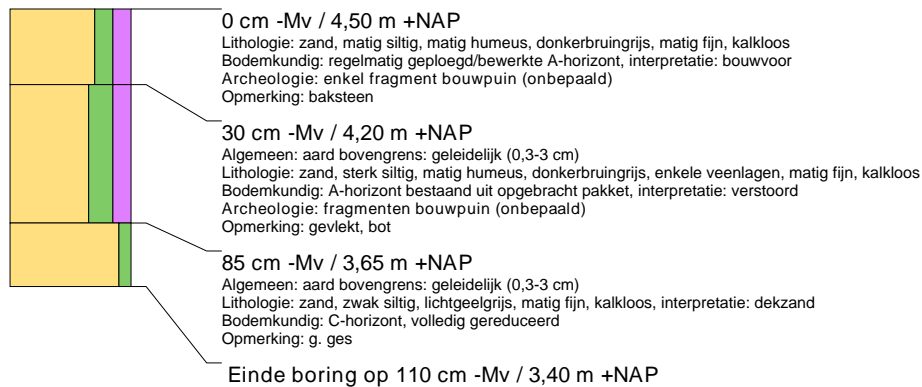 0 cm -Mv / 4,50 m +NAP
Lithologie: zand, matig siltig, matig humeus, donkerbruingrijs, matig fijn, kalkloos
Bodemkundig: regelmatig geploegd/bewerkte A-horizont, interpretatie: bouwvoor
Archeologie: enkel fragment bouwpuin (onbepaald)
Opmerking: baksteen
30 cm -Mv / 4,20 m +NAP
Algemeen: aard bovengrens: geleidelijk (0,3-3 cm)
Lithologie: zand, sterk siltig, matig humeus, donkerbruingrijs, enkele veenlagen, matig fijn, kalkloos
Bodemkundig: A-horizont bestaand uit opgebracht pakket, interpretatie: verstoord
Archeologie: fragmenten bouwpuin (onbepaald)
Opmerking: gevlekt, bot
85 cm -Mv / 3,65 m +NAP
Algemeen: aard bovengrens: geleidelijk (0,3-3 cm)
Lithologie: zand, zwak siltig, lichtgeelgrijs, matig fijn, kalkloos, interpretatie: dekzand
Bodemkundig: C-horizont, volledig gereduceerd
Opmerking: g. ges
Einde boring op 110 cm -Mv / 3,40 m +NAP